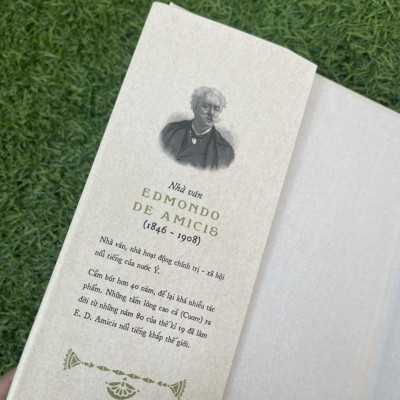 Nhà văn
EDMONDO
DE AMICIS
(1846 - 1908)
Nhà văn, nhà hoạt động chính trị - xã hội
nổi tiếng của nước Ý.
Cầm bút hơn 40 năm, để lại khá nhiều tác
phẩm. Những tấm lòng cao cả (Cuore) ra
đời từ những năm 80 của thế kỉ 19 đã làm
E. D. Amicis nổi tiếng khắp thế giới.